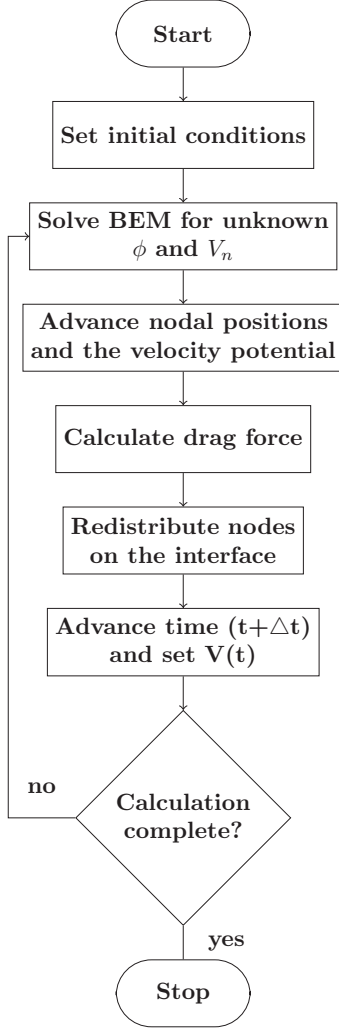 Start
Set initial conditions
Solve BEM for unknown
ϕ and Vₙ
Advance nodal positions
and the velocity potential
Calculate drag force
Redistribute nodes
on the interface
Advance time (t+△t)
and set V(t)
no
Calculation
complete?
yes
Stop